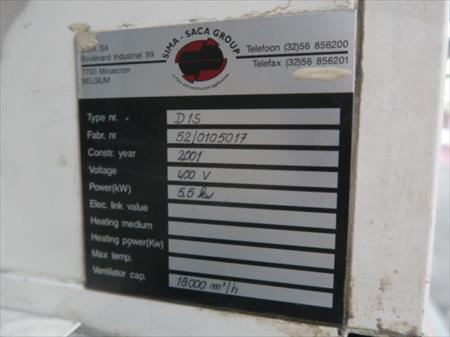 SIMA SA
Boulevard Industriel 99
7700 Mouscron
BELGIUM
SIMA - SACA GROUP
Telefoon (32)56 856200
Telefax (32)56 856201
Type nr. D1S
Fabr. nr 52/0105017
Constr. year 2001
Voltage 400 V
Power(kW) 5,5 kw
Elec. link value
Heating medium
Heating power(Kw)
Max temp.
Ventilator cap. 18000 m³/h